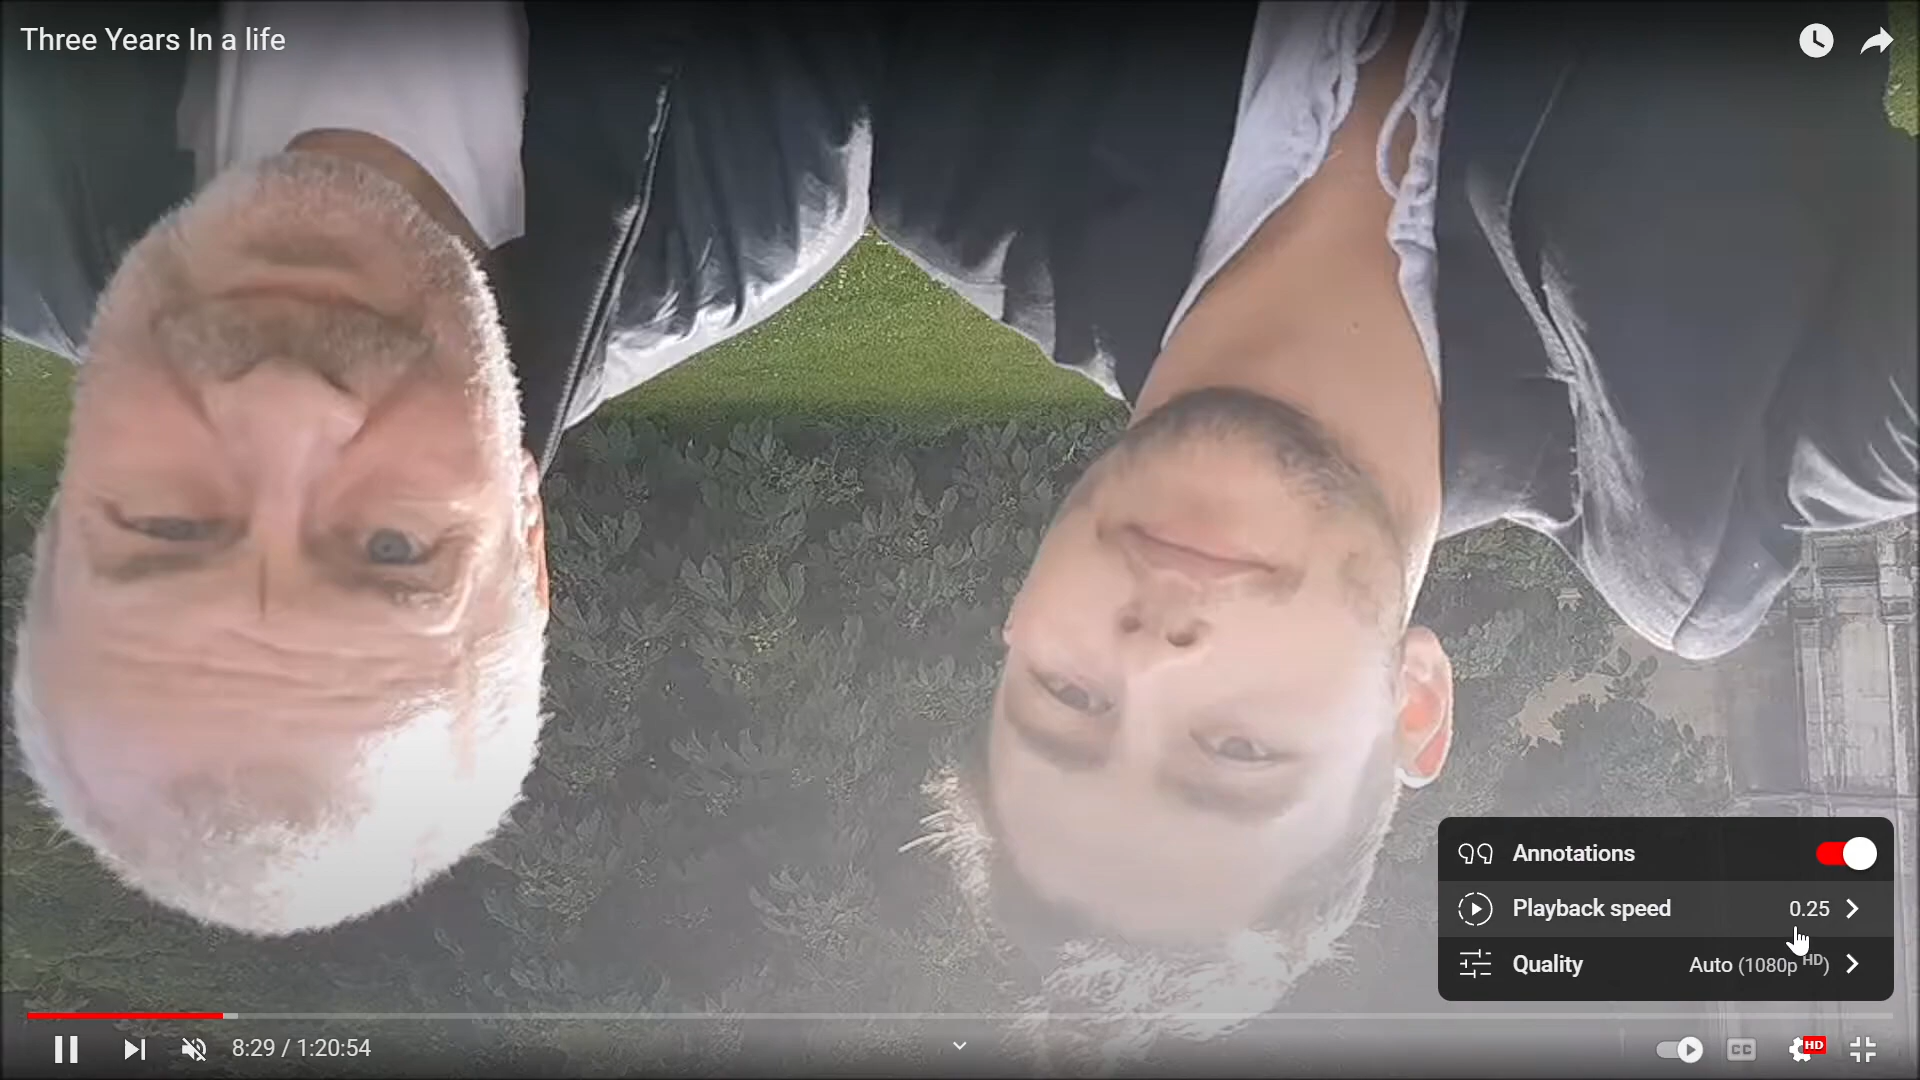 Three Years In a life
Annotations
Playback speed 0.25
Quality Auto (1080p HD)
8:29 / 1:20:54
CC
HD